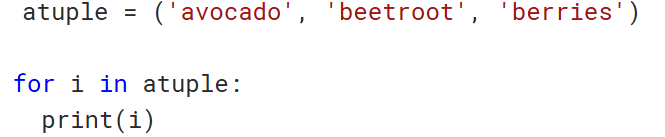 atuple = ('avocado', 'beetroot', 'berries')
for i in atuple:
  print(i)